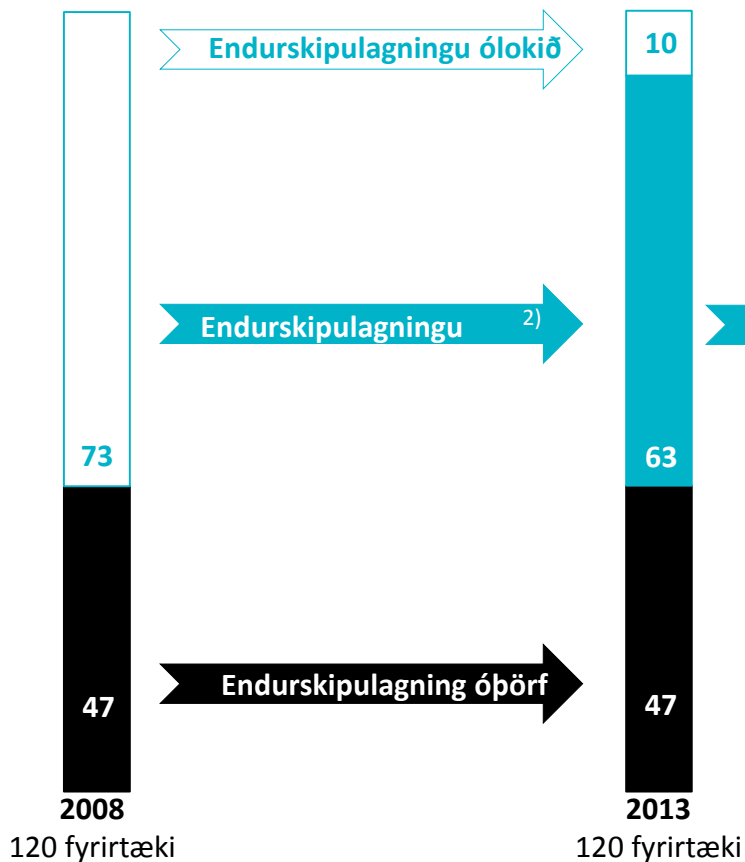 Endurskipulagningu ólokið
10
Endurskipulagningu 2)
73
63
Endurskipulagning óþörf
47
47
2008
2013
120 fyrirtæki
120 fyrirtæki